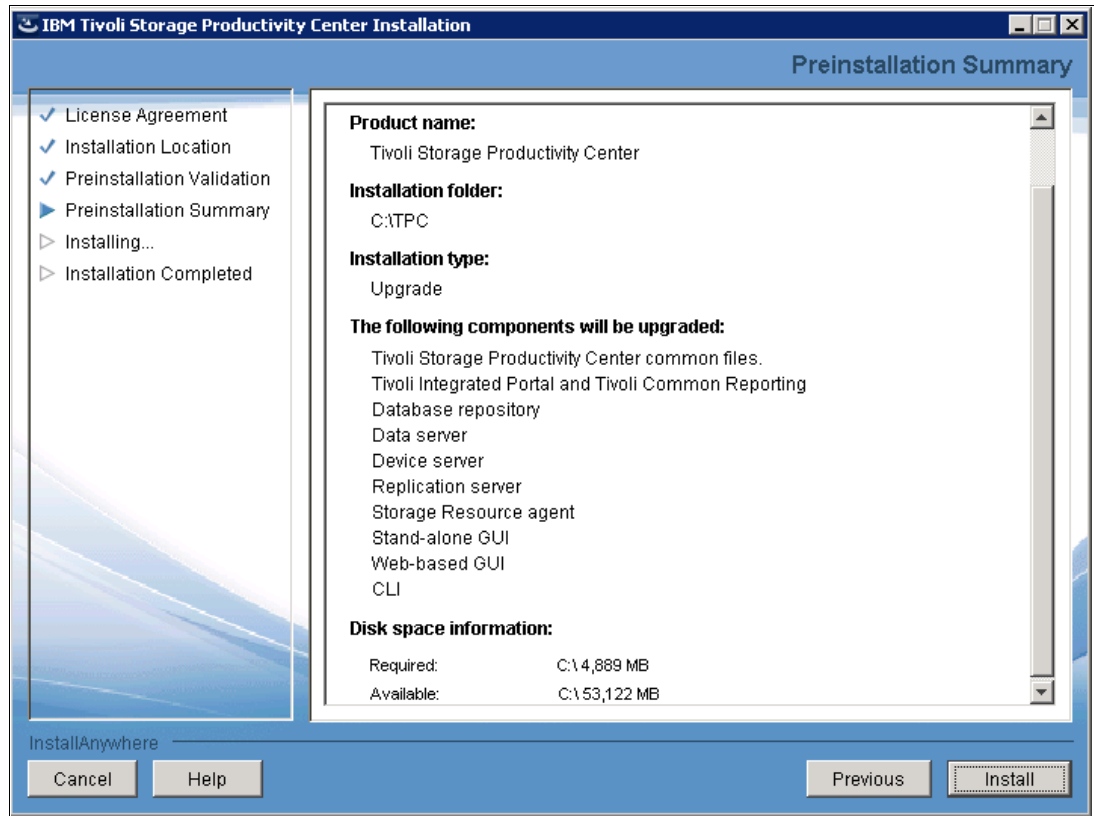 IBM Tivoli Storage Productivity Center Installation
Preinstallation Summary
License Agreement
Installation Location
Preinstallation Validation
Preinstallation Summary
Installing...
Installation Completed
Product name:
Tivoli Storage Productivity Center
Installation folder:
C:\TPC
Installation type:
Upgrade
The following components will be upgraded:
Tivoli Storage Productivity Center common files.
Tivoli Integrated Portal and Tivoli Common Reporting
Database repository
Data server
Device server
Replication server
Storage Resource agent
Stand-alone GUI
Web-based GUI
CLI
Disk space information:
Required: C:\ 4,889 MB
Available: C:\ 53,122 MB
InstallAnywhere
Cancel Help Previous Install